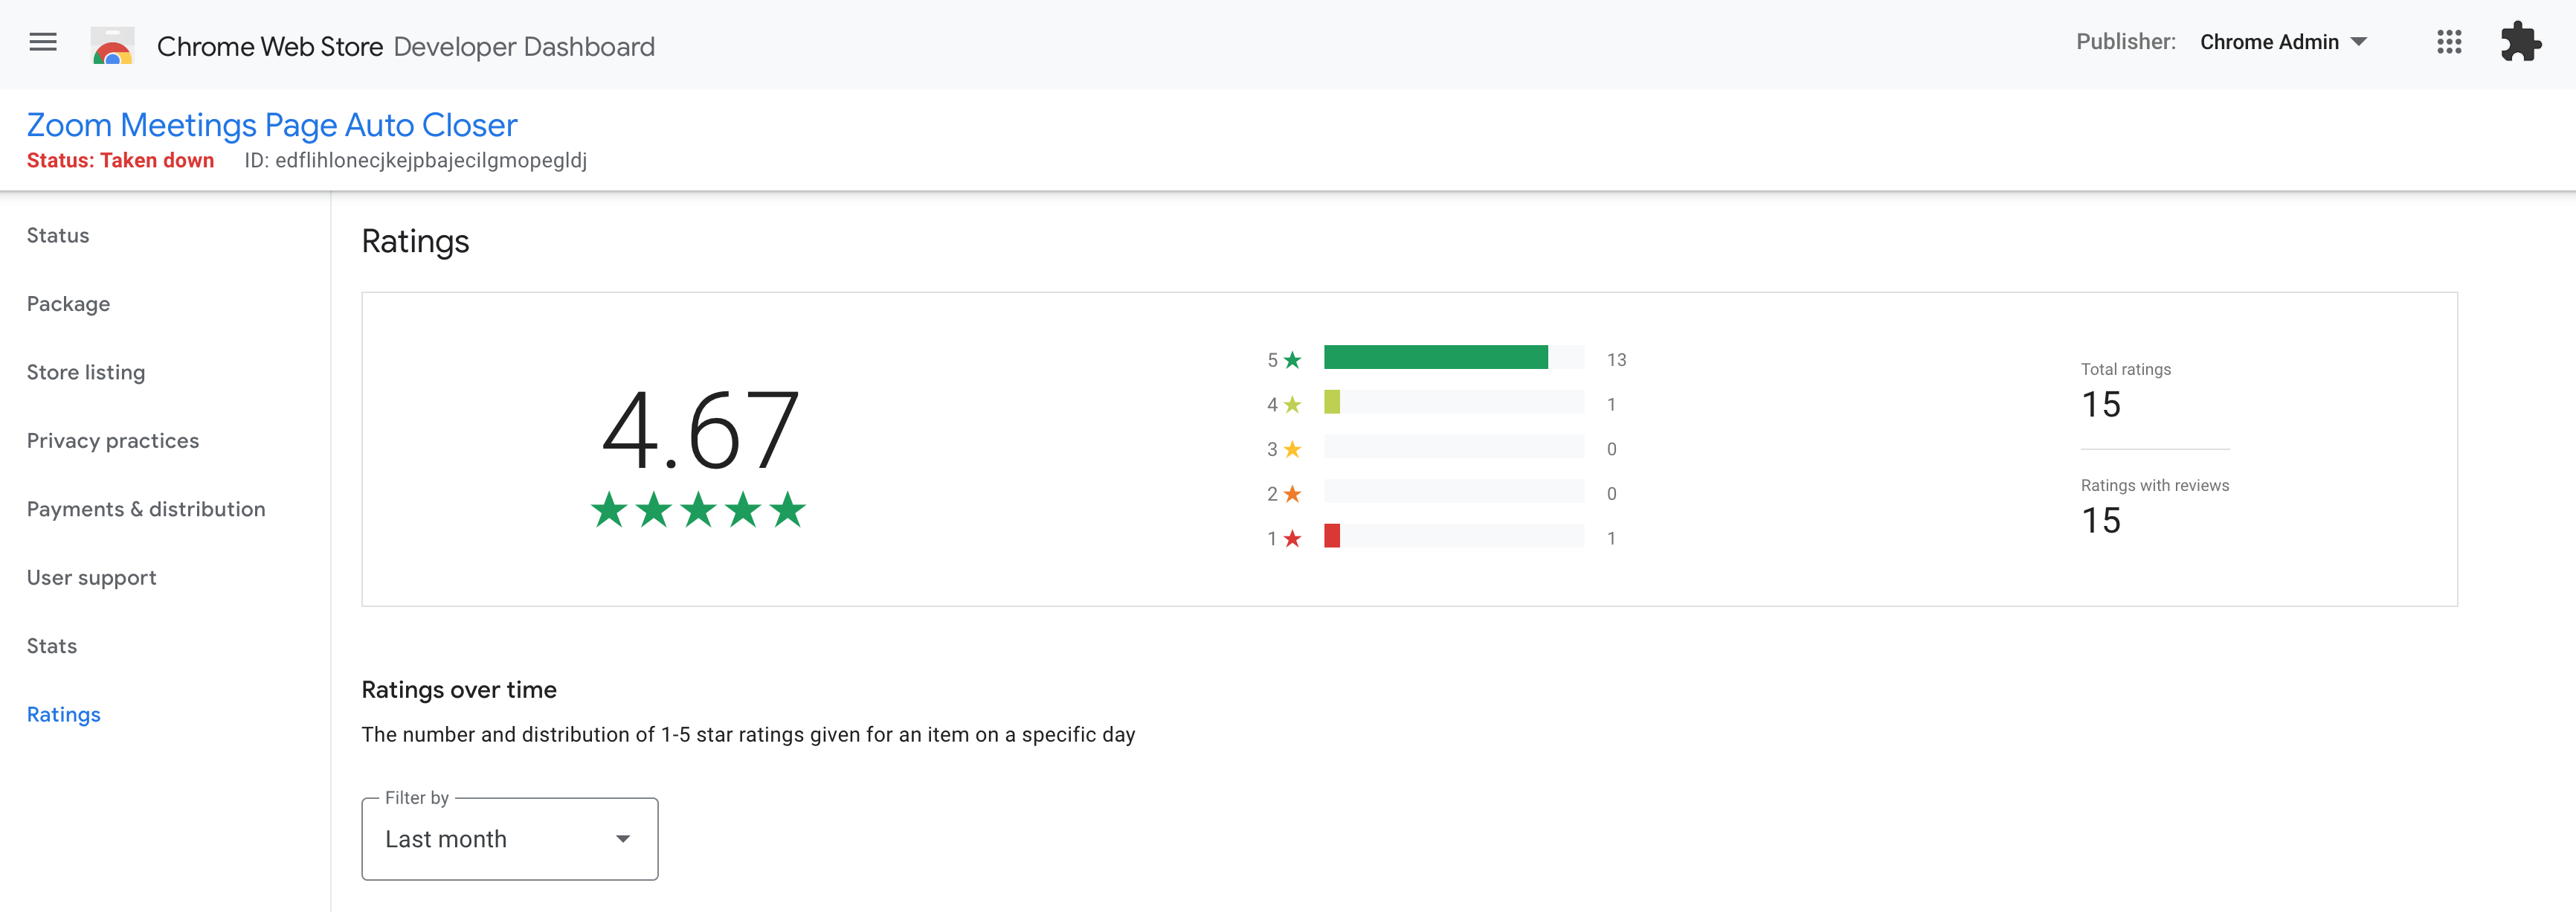 Chrome Web Store Developer Dashboard
Publisher: Chrome Admin
Zoom Meetings Page Auto Closer
Status: Taken down ID: edflihlonecjkejpbajecilgmopegldj
Status
Package
Store listing
Privacy practices
Payments & distribution
User support
Stats
Ratings
Ratings
4.67
5 13
4 1
3 0
2 0
1 1
Total ratings
15
Ratings with reviews
15
Ratings over time
The number and distribution of 1-5 star ratings given for an item on a specific day
Filter by
Last month